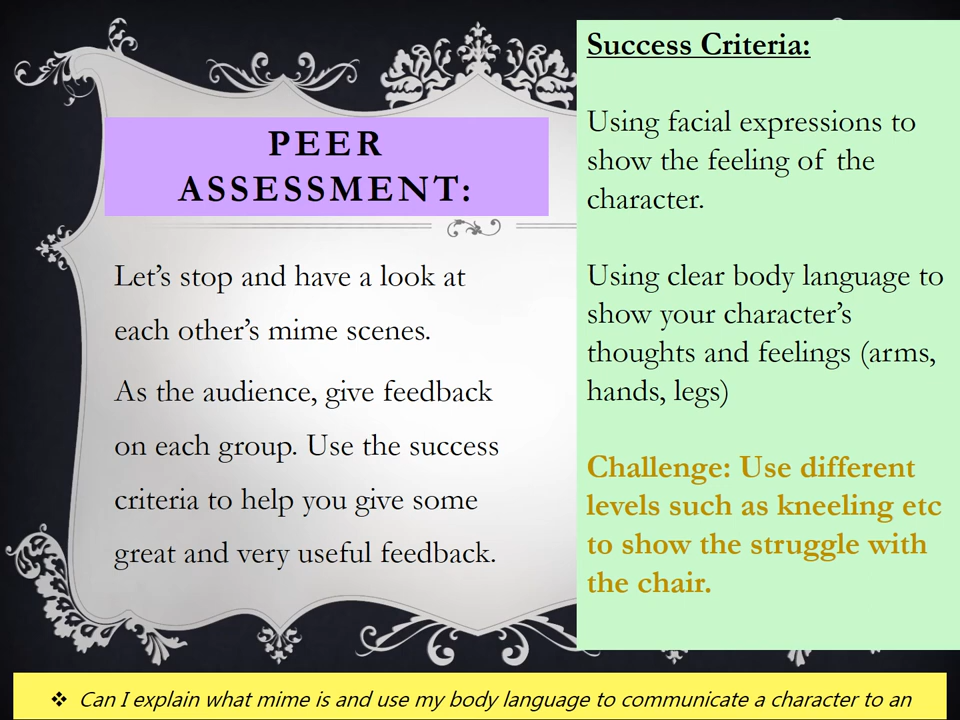 PEER
ASSESSMENT:
Let's stop and have a look at
each other's mime scenes.
As the audience, give feedback
on each group. Use the success
criteria to help you give some
great and very useful feedback.
Success Criteria:
Using facial expressions to
show the feeling of the
character.
Using clear body language to
show your character's
thoughts and feelings (arms,
hands, legs)
Challenge: Use different
levels such as kneeling etc
to show the struggle with
the chair.
❖ Can I explain what mime is and use my body language to communicate a character to an